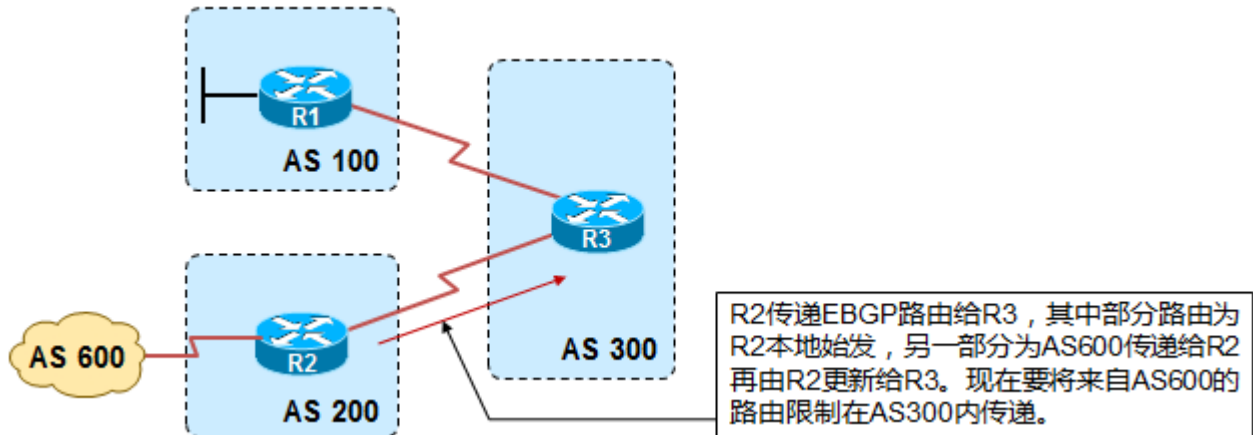 R1
AS 100
R3
AS 300
AS 600
R2
AS 200
R2传递EBGP路由给R3，其中部分路由为
R2本地始发，另一部分为AS600传递给R2
再由R2更新给R3。现在要将来自AS600的
路由限制在AS300内传递。